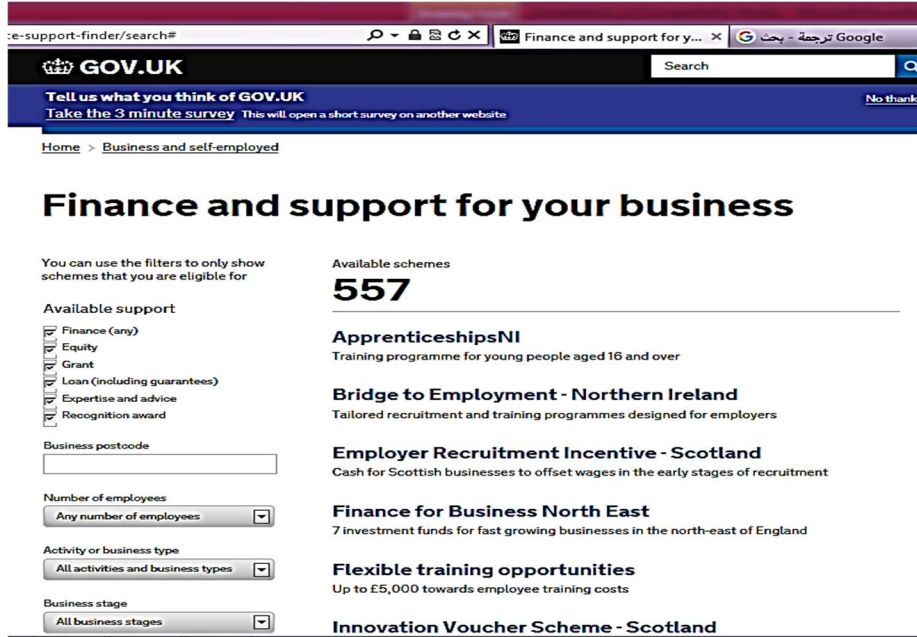 ce-support-finder/search#
Finance and support for y...
ترجمة - بحث Google
GOV.UK
Search
Tell us what you think of GOV.UK
Take the 3 minute survey This will open a short survey on another website
No thank
Home > Business and self-employed
Finance and support for your business
You can use the filters to only show
schemes that you are eligible for
Available support
Finance (any)
Equity
Grant
Loan (including guarantees)
Expertise and advice
Recognition award
Business postcode
Number of employees
Any number of employees
Activity or business type
All activities and business types
Business stage
All business stages
Available schemes
557
ApprenticeshipsNI
Training programme for young people aged 16 and over
Bridge to Employment - Northern Ireland
Tailored recruitment and training programmes designed for employers
Employer Recruitment Incentive - Scotland
Cash for Scottish businesses to offset wages in the early stages of recruitment
Finance for Business North East
7 investment funds for fast growing businesses in the north-east of England
Flexible training opportunities
Up to £5,000 towards employee training costs
Innovation Voucher Scheme - Scotland